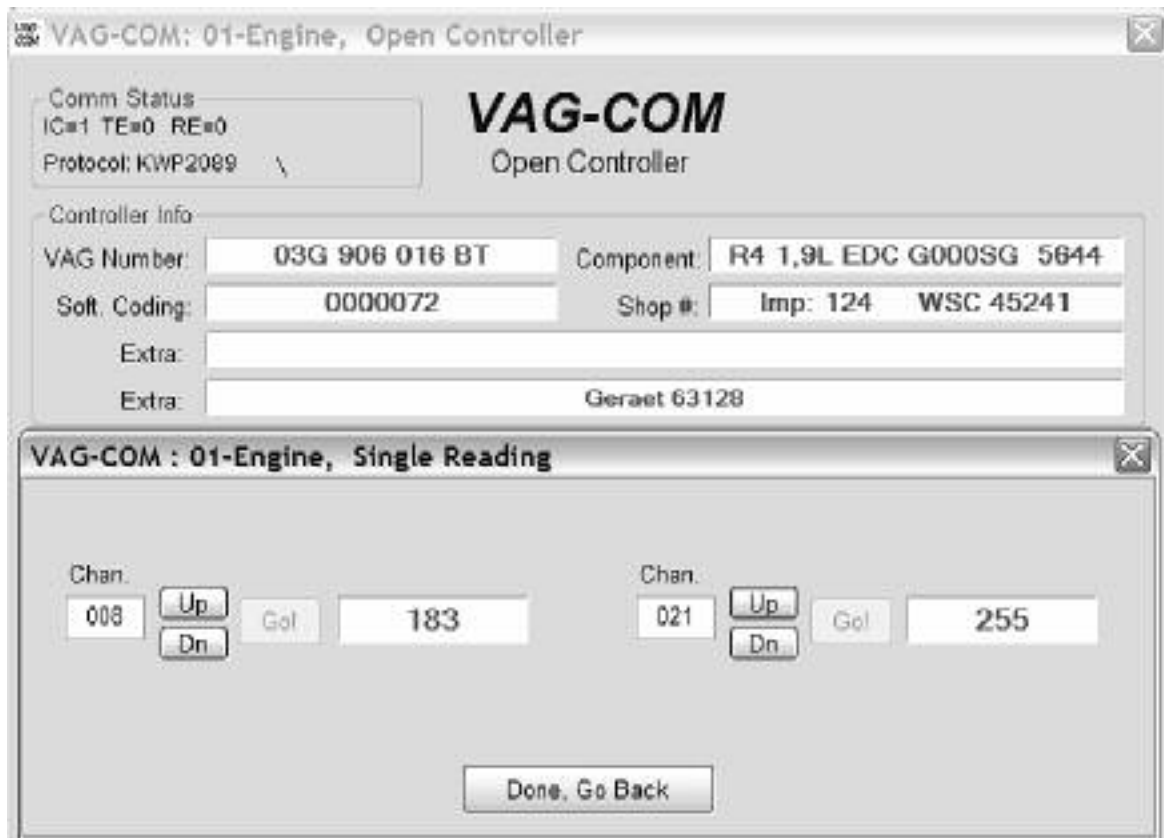 VAG-COM: 01-Engine, Open Controller
Comm Status
IC=1 TE=0 RE=0
Protocol: KWP2089 \
VAG-COM
Open Controller
Controller Info
VAG Number: 03G 906 016 BT Component: R4 1,9L EDC G000SG 5644
Soft. Coding: 0000072 Shop #: Imp: 124 WSC 45241
Extra:
Extra: Geraet 63128
VAG-COM : 01-Engine, Single Reading
Chan. Chan.
008 Up Dn Go! 183 021 Up Dn Go! 255
Done, Go Back